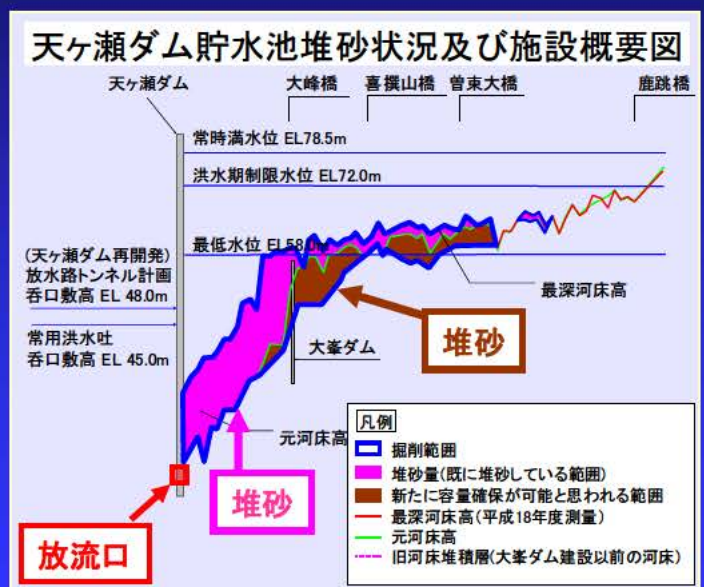 天ヶ瀬ダム貯水池堆砂状況及び施設概要図
天ヶ瀬ダム
大峰橋
喜撰山橋
曽東大橋
鹿跳橋
常時満水位 EL78.5m
洪水期制限水位 EL72.0m
最低水位 EL58.0m
(天ヶ瀬ダム再開発)
放水路トンネル計画
呑口敷高 EL 48.0m
常用洪水吐
呑口敷高 EL 45.0m
最深河床高
堆砂
大峯ダム
元河床高
堆砂
放流口
凡例
掘削範囲
堆砂量(既に堆砂している範囲)
新たに容量確保が可能と思われる範囲
最深河床高(平成18年度測量)
元河床高
旧河床堆積層(大峯ダム建設以前の河床)